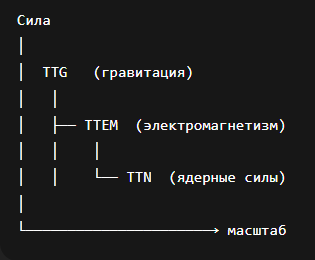 Сила
TTG (гравитация)
TTEM (электромагнетизм)
TTN (ядерные силы)
масштаб